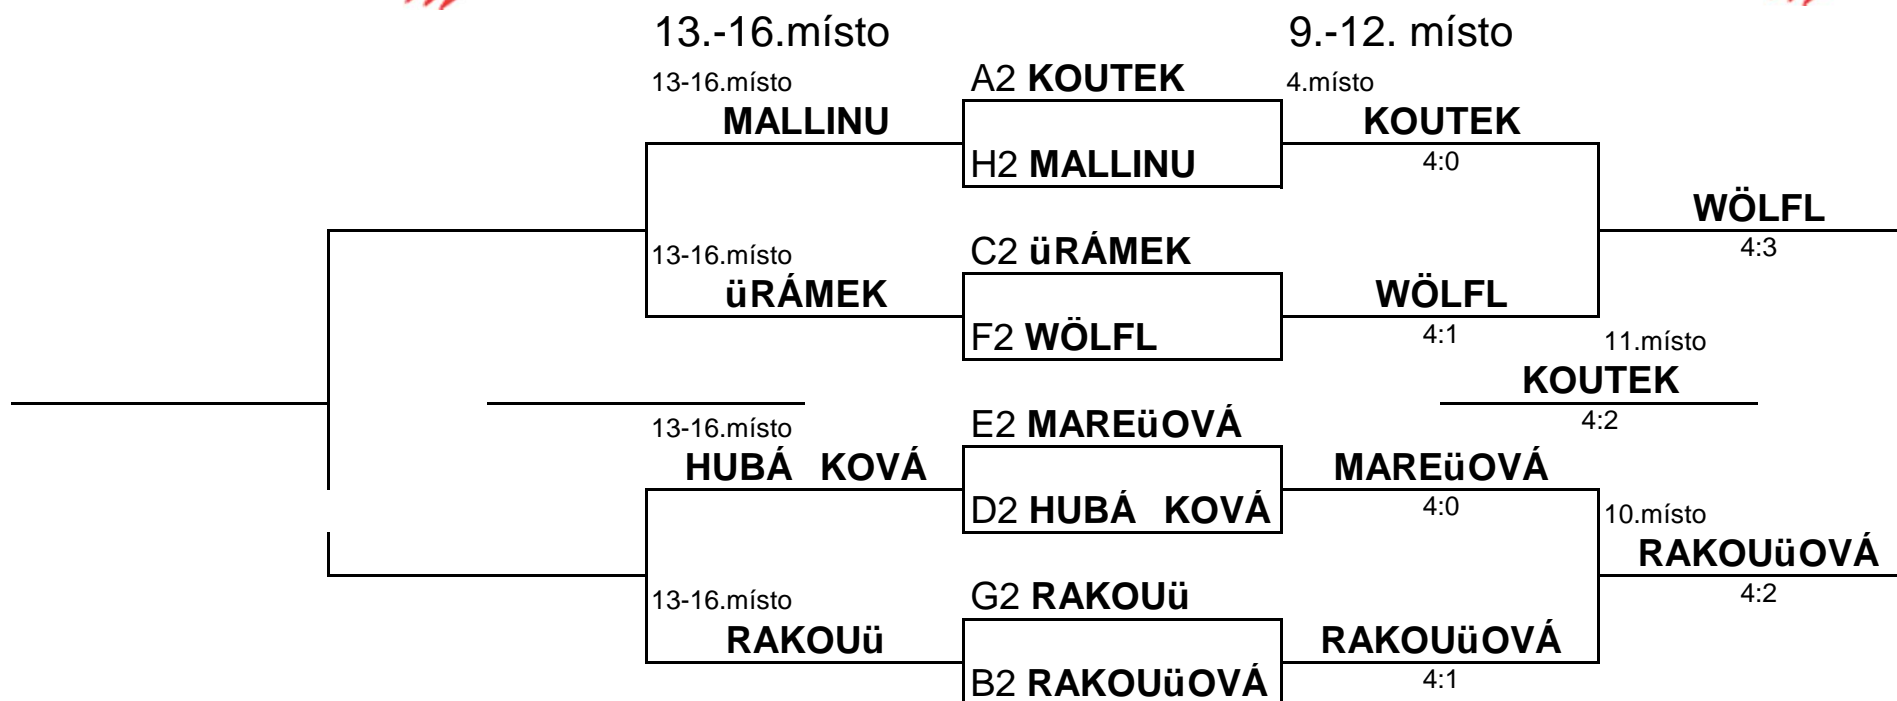 13.-16.místo 9.-12. místo
13-16.místo A2 KOUTEK 4.místo
MALLINU KOUTEK
H2 MALLINU 4:0
WÖLFL
13-16.místo C2 üRÁMEK 4:3
üRÁMEK WÖLFL
F2 WÖLFL 4:1 11.místo
KOUTEK
13-16.místo E2 MAREüOVÁ 4:2
HUBÁ KOVÁ MAREüOVÁ
D2 HUBÁ KOVÁ 4:0 10.místo
RAKOUüOVÁ
13-16.místo G2 RAKOUü 4:2
RAKOUü RAKOUüOVÁ
B2 RAKOUüOVÁ 4:1